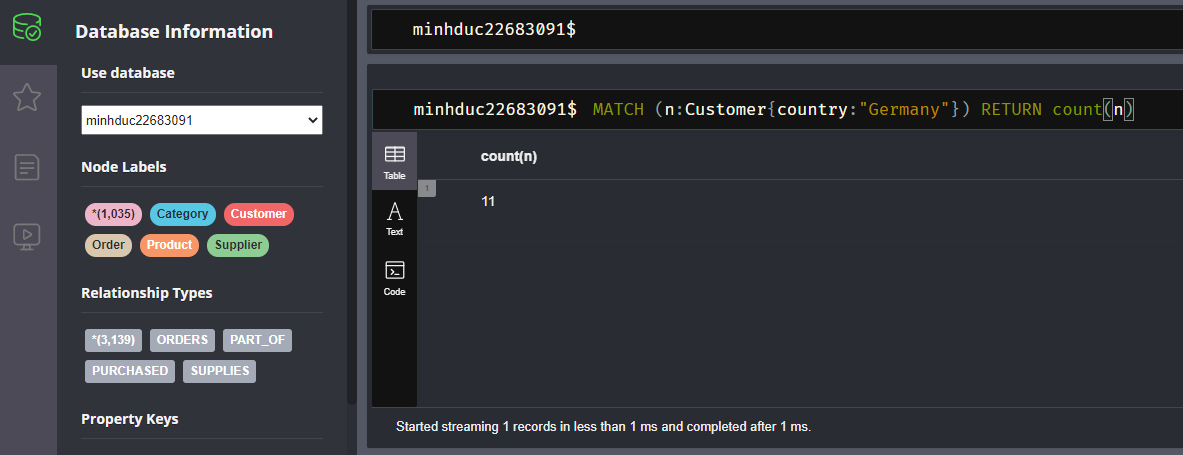 Database Information
Use database
minhduc22683091
Node Labels
*(1,035) Category Customer
Order Product Supplier
Relationship Types
*(3,139) ORDERS PART_OF
PURCHASED SUPPLIES
Property Keys
minhduc22683091$
minhduc22683091$ MATCH (n:Customer{country:"Germany"}) RETURN count(n)
Table
Text
Code
count(n)
1
11
Started streaming 1 records in less than 1 ms and completed after 1 ms.